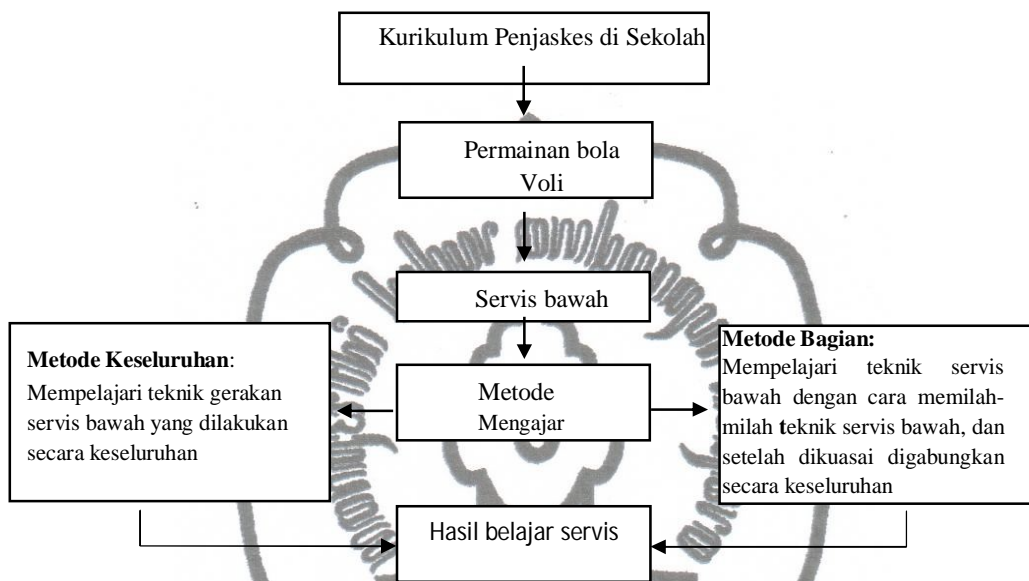 Kurikulum Penjaskes di Sekolah
Permainan bola
Voli
Servis bawah
Metode Keseluruhan:
Mempelajari teknik gerakan
servis bawah yang dilakukan
secara keseluruhan
Metode
Mengajar
Metode Bagian:
Mempelajari teknik servis
bawah dengan cara memilah-
milah teknik servis bawah, dan
setelah dikuasai digabungkan
secara keseluruhan
Hasil belajar servis